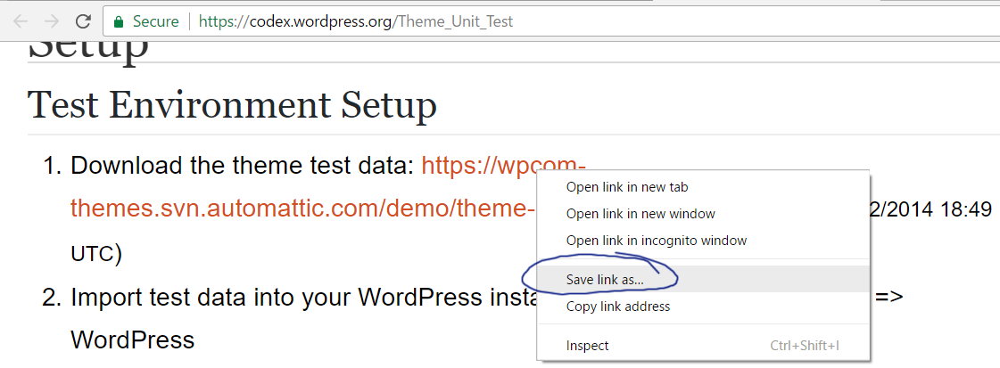 Secure https://codex.wordpress.org/Theme_Unit_Test
Setup
Test Environment Setup
1. Download the theme test data: https://wpcom-
themes.svn.automattic.com/demo/theme- 2/2014 18:49
UTC)
2. Import test data into your WordPress insta =>
WordPress
Open link in new tab
Open link in new window
Open link in incognito window
Save link as...
Copy link address
Inspect Ctrl+Shift+I